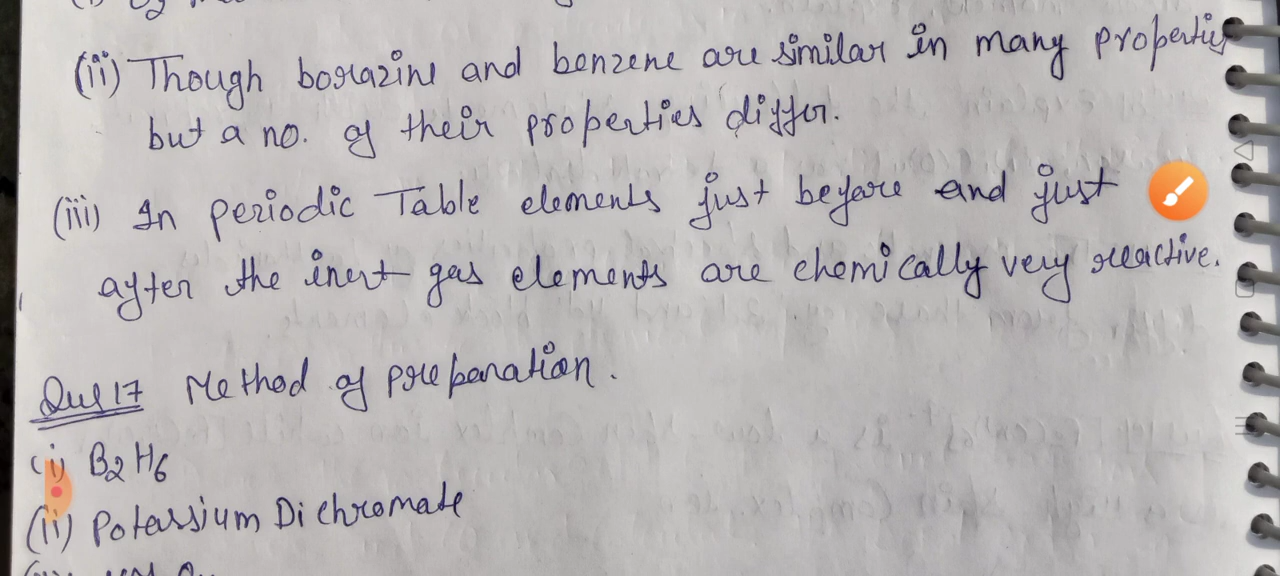 (ii) Though borazine and benzene are similar in many properties
but a no. of their properties differ.
(iii) In periodic Table elements just before and just
after the inert gas elements are chemically very reactive.
Que 17 Method of preparation.
(i) B2H6
(ii) Potassium Dichromate